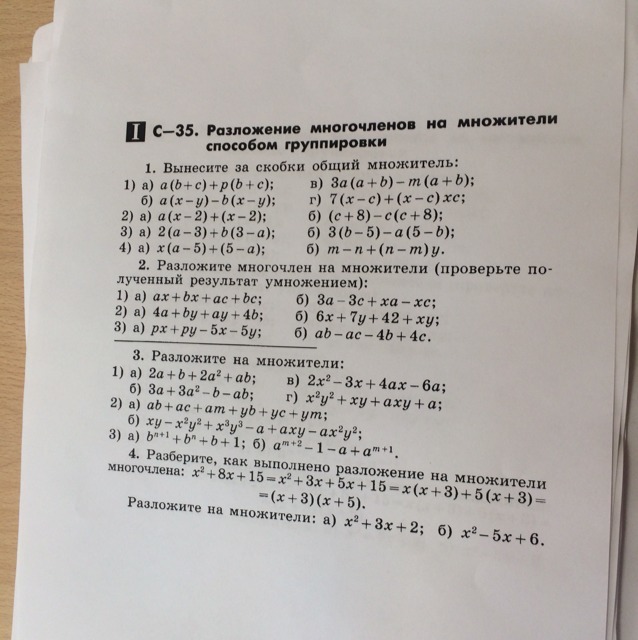 I С—35. Разложение многочленов на множители
способом группировки
1. Вынесите за скобки общий множитель:
1) а) a(b+c)+p(b+c); в) 3a(a+b)−m(a+b);
б) a(x−y)−b(x−y); г) 7(x−c)+(x−c)xc;
2) а) a(x−2)+(x−2); б) (c+8)−c(c+8);
3) а) 2(a−3)+b(3−a); б) 3(b−5)−a(5−b);
4) а) x(a−5)+(5−a); б) m−n+(n−m)y.
2. Разложите многочлен на множители (проверьте по-
лученный результат умножением):
1) а) ax+bx+ac+bc; б) 3a−3c+xa−xc;
2) а) 4a+by+ay+4b; б) 6x+7y+42+xy;
3) а) px+py−5x−5y; б) ab−ac−4b+4c.
3. Разложите на множители:
1) а) 2a+b+2a²+ab; в) 2x²−3x+4ax−6a;
б) 3a+3a²−b−ab; г) x²y²+xy+axy+a;
2) а) ab+ac+am+yb+yc+ym;
б) xy−x²y²+x³y³−a+axy−ax²y²;
3) а) bⁿ⁺¹+bⁿ+b+1; б) aᵐ⁺²−1−a+aᵐ⁺¹.
4. Разберите, как выполнено разложение на множители
многочлена: x²+8x+15=x²+3x+5x+15=x(x+3)+5(x+3)=
=(x+3)(x+5).
Разложите на множители: а) x²+3x+2; б) x²−5x+6.